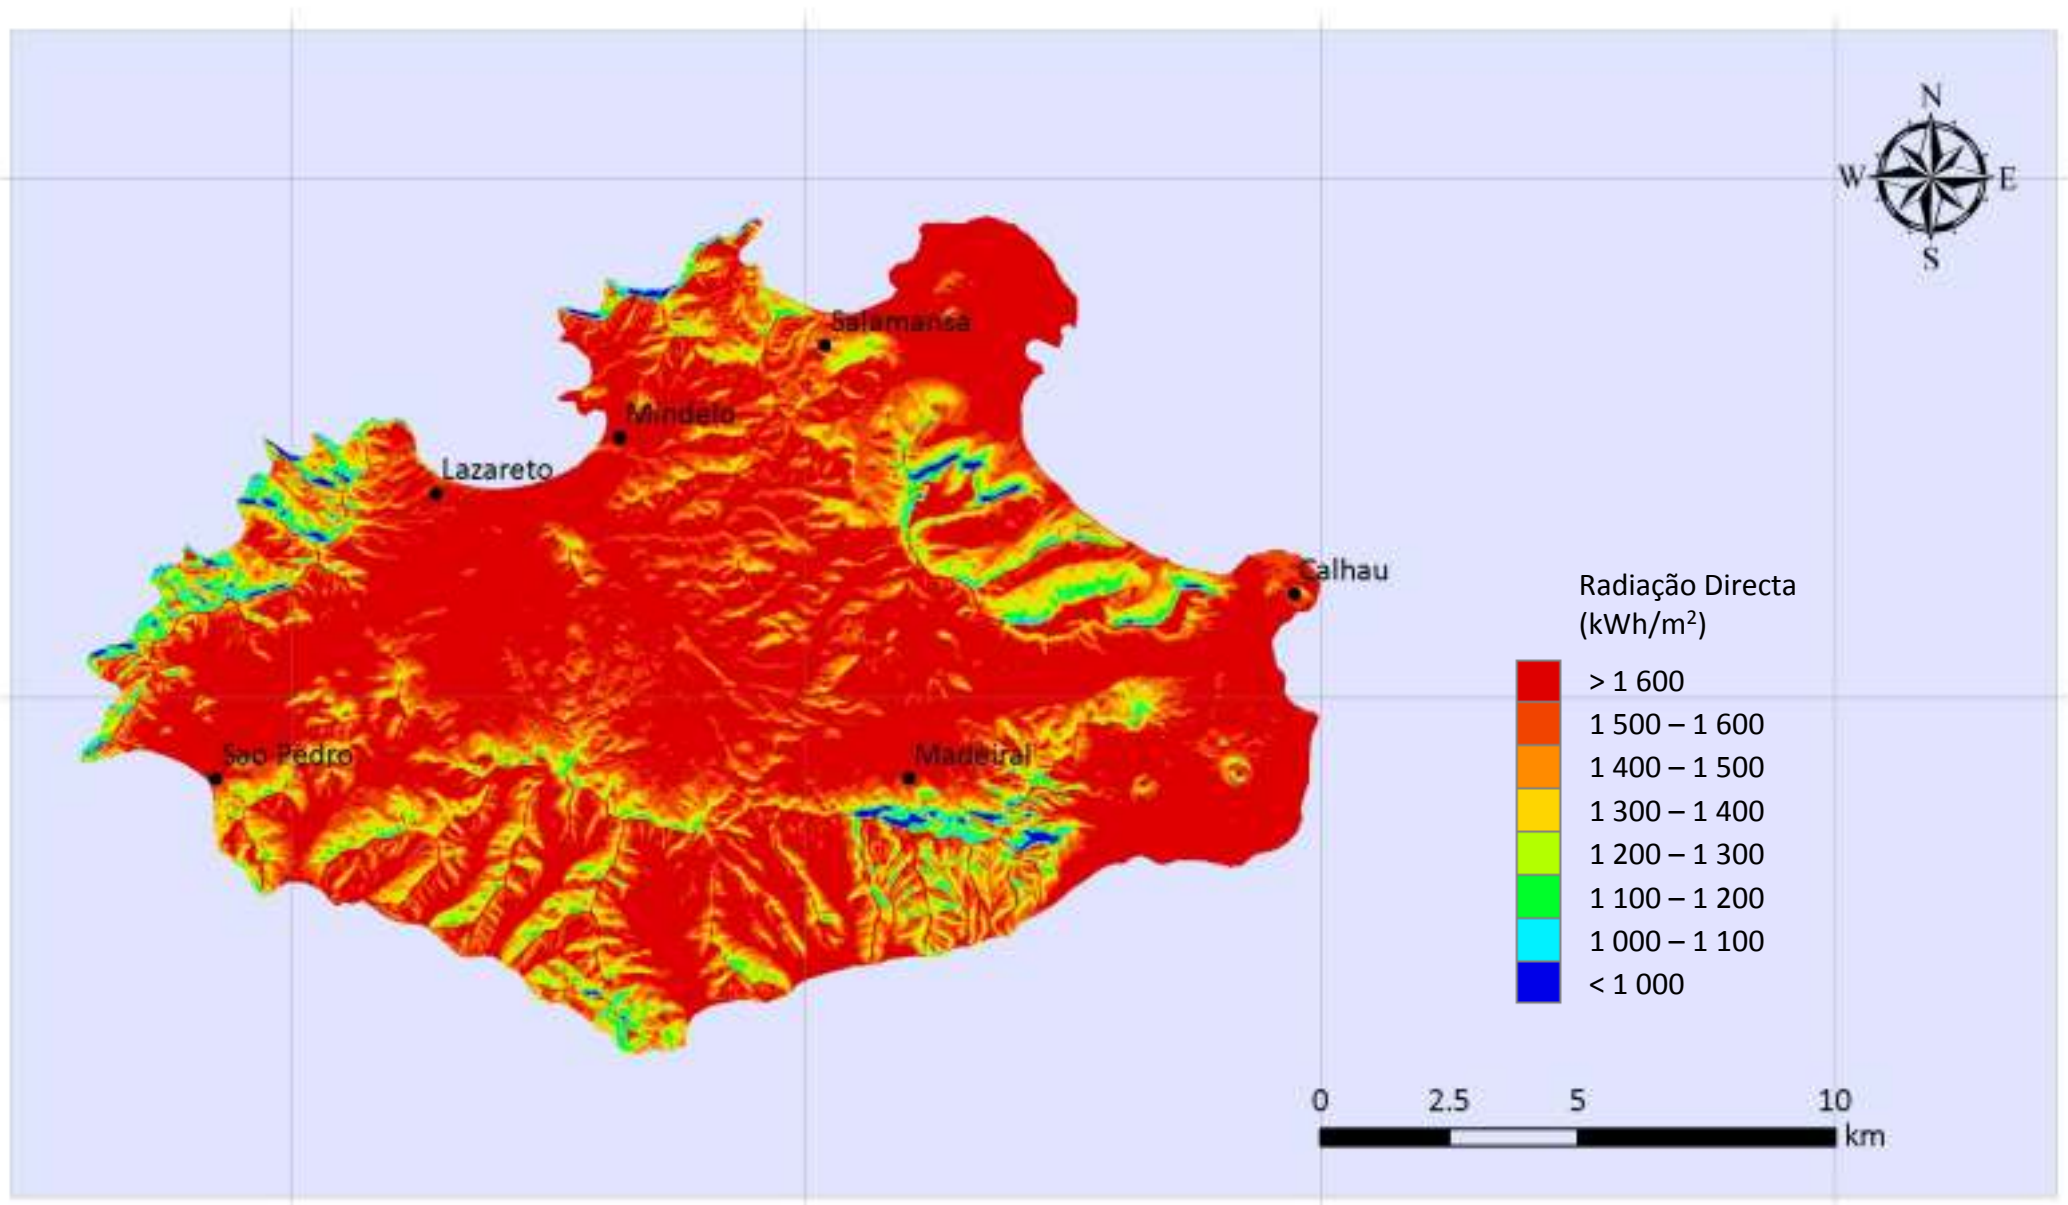 N
W
E
S
Salamansa
Mindelo
Lazareto
Calhau
Sao Pedro
Madeiral
Radiação Directa
(kWh/m²)
> 1 600
1 500 – 1 600
1 400 – 1 500
1 300 – 1 400
1 200 – 1 300
1 100 – 1 200
1 000 – 1 100
< 1 000
0 2.5 5 10
km